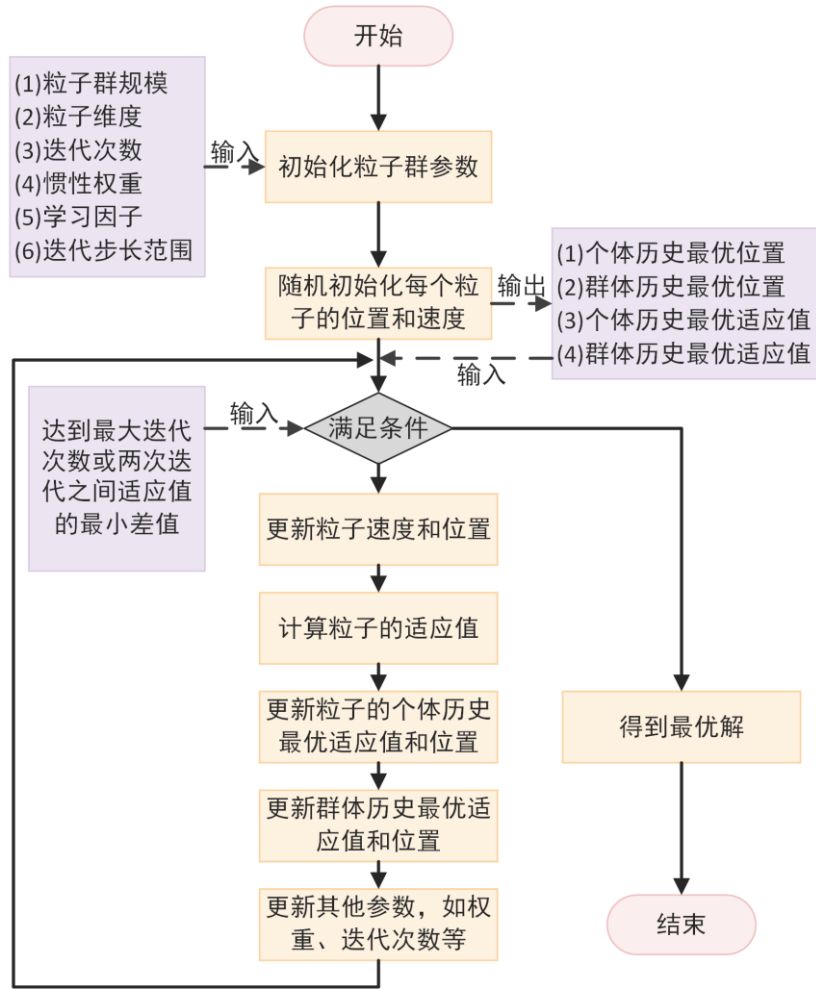 开始
(1)粒子群规模
(2)粒子维度
(3)迭代次数
(4)惯性权重
(5)学习因子
(6)迭代步长范围
输入
初始化粒子群参数
随机初始化每个粒
子的位置和速度
输出
(1)个体历史最优位置
(2)群体历史最优位置
(3)个体历史最优适应值
(4)群体历史最优适应值
输入
达到最大迭代
次数或两次迭
代之间适应值
的最小差值
输入
满足条件
更新粒子速度和位置
计算粒子的适应值
更新粒子的个体历史
最优适应值和位置
更新群体历史最优适
应值和位置
更新其他参数，如权
重、迭代次数等
得到最优解
结束